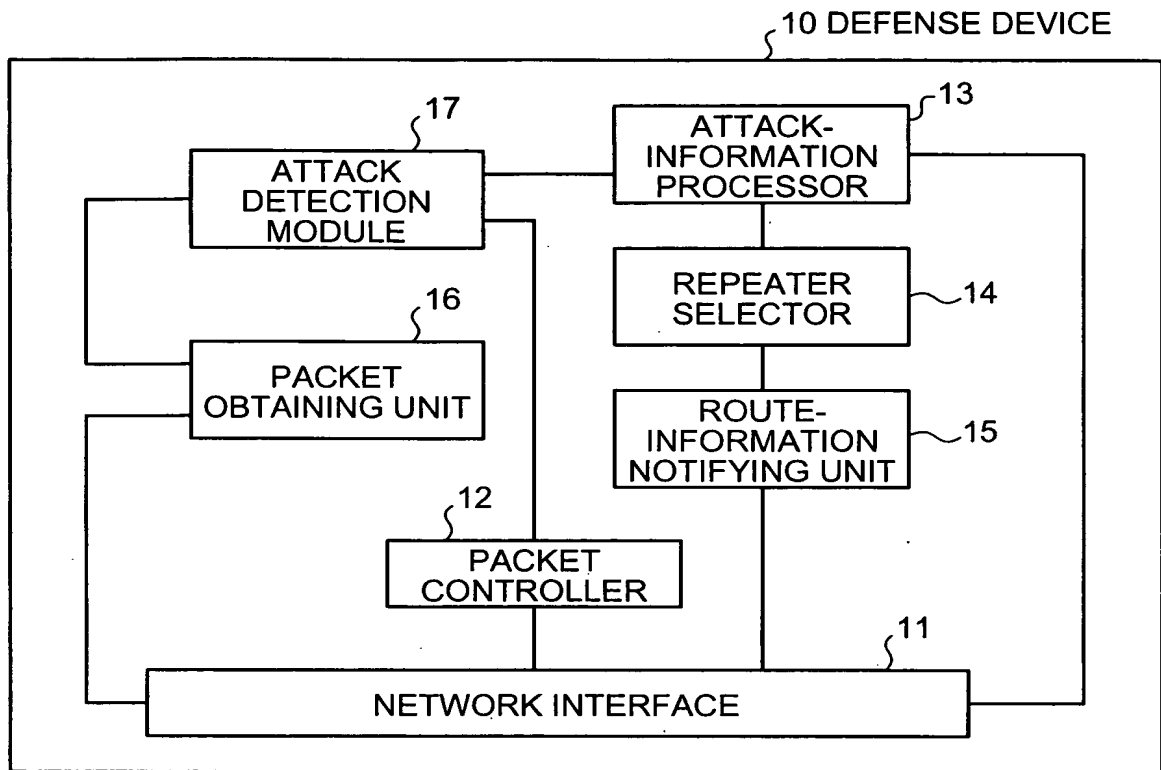 10 DEFENSE DEVICE
13
17
ATTACK-
INFORMATION
PROCESSOR
ATTACK
DETECTION
MODULE
REPEATER
SELECTOR
14
16
PACKET
OBTAINING UNIT
ROUTE-
INFORMATION
NOTIFYING UNIT
15
12
PACKET
CONTROLLER
11
NETWORK INTERFACE